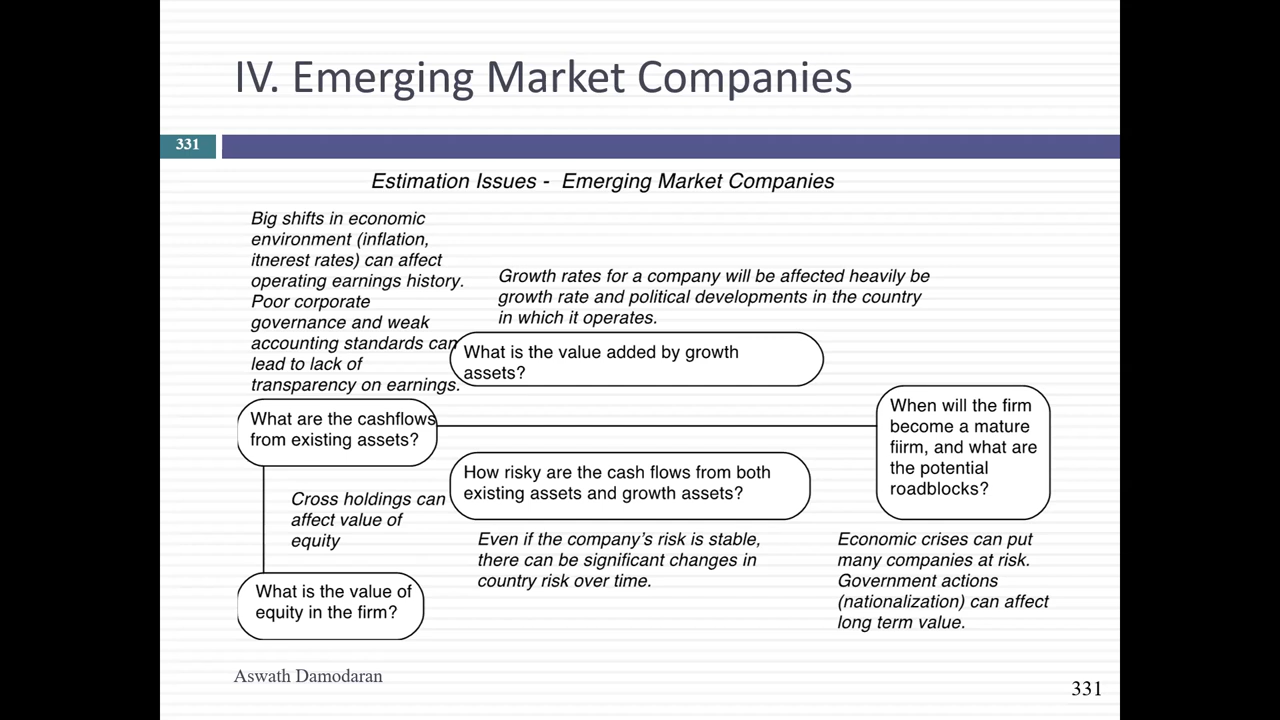 IV. Emerging Market Companies
331
Estimation Issues - Emerging Market Companies
Big shifts in economic
environment (inflation,
itnerest rates) can affect
operating earnings history.
Poor corporate
governance and weak
accounting standards can
lead to lack of
transparency on earnings.
Growth rates for a company will be affected heavily be
growth rate and political developments in the country
in which it operates.
What is the value added by growth
assets?
What are the cashflows
from existing assets?
When will the firm
become a mature
fiirm, and what are
the potential
roadblocks?
How risky are the cash flows from both
existing assets and growth assets?
Cross holdings can
affect value of
equity
Even if the company's risk is stable,
there can be significant changes in
country risk over time.
Economic crises can put
many companies at risk.
Government actions
(nationalization) can affect
long term value.
What is the value of
equity in the firm?
Aswath Damodaran
331